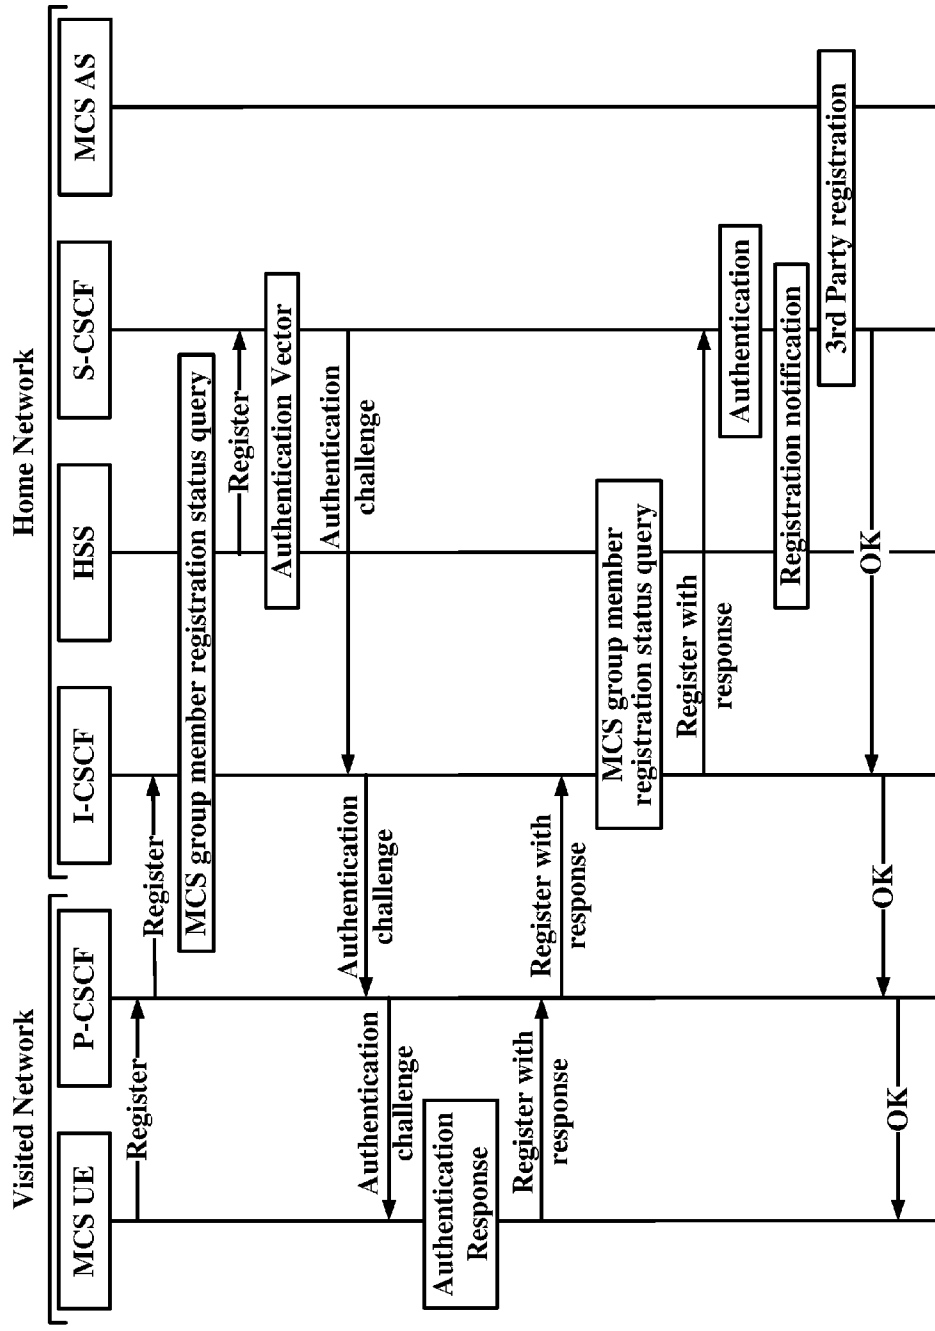 Visited Network
Home Network
MCS UE
P-CSCF
I-CSCF
HSS
S-CSCF
MCS AS
Register
Register
MCS group member registration status query
Register
Authentication Vector
Authentication
challenge
Authentication
challenge
Authentication
challenge
Authentication
Response
Register with
response
Register with
response
MCS group member
registration status query
Register with
response
Authentication
Registration notification
3rd Party registration
OK
OK
OK